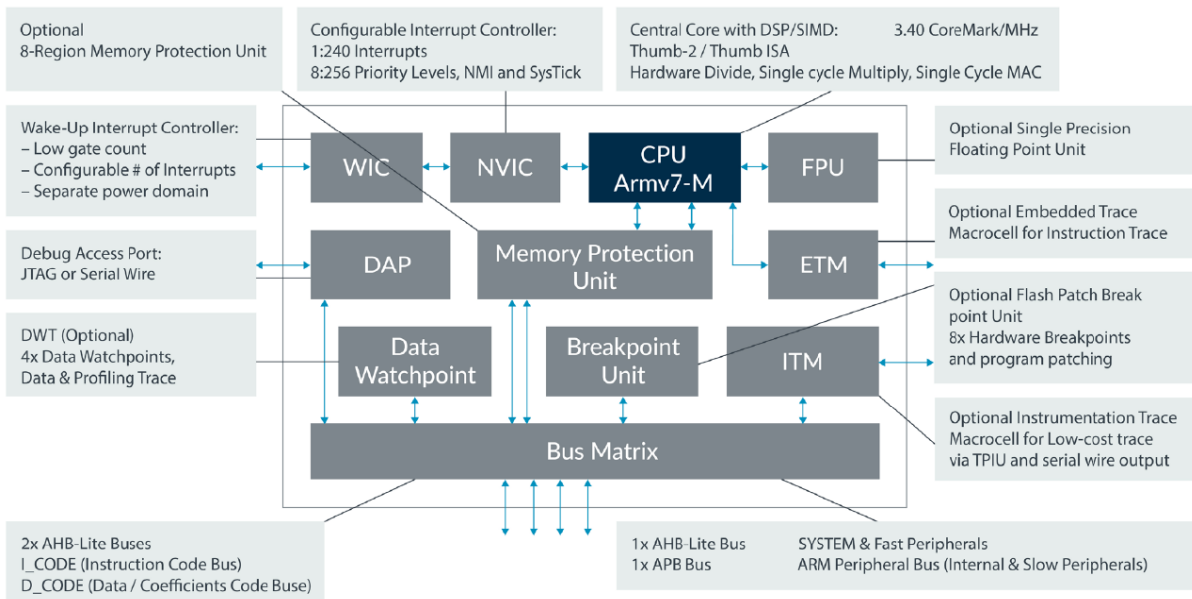 Optional
8-Region Memory Protection Unit
Configurable Interrupt Controller:
1:240 Interrupts
8:256 Priority Levels, NMI and SysTick
Central Core with DSP/SIMD: 3.40 CoreMark/MHz
Thumb-2 / Thumb ISA
Hardware Divide, Single cycle Multiply, Single Cycle MAC
Wake-Up Interrupt Controller:
– Low gate count
– Configurable # of Interrupts
– Separate power domain
WIC
NVIC
CPU
Armv7-M
FPU
Optional Single Precision
Floating Point Unit
Debug Access Port:
JTAG or Serial Wire
DAP
Memory Protection
Unit
ETM
Optional Embedded Trace
Macrocell for Instruction Trace
DWT (Optional)
4x Data Watchpoints,
Data & Profiling Trace
Data
Watchpoint
Breakpoint
Unit
ITM
Optional Flash Patch Break
point Unit
8x Hardware Breakpoints
and program patching
Bus Matrix
Optional Instrumentation Trace
Macrocell for Low-cost trace
via TPIU and serial wire output
2x AHB-Lite Buses
I_CODE (Instruction Code Bus)
D_CODE (Data / Coefficients Code Buse)
1x AHB-Lite Bus SYSTEM & Fast Peripherals
1x APB Bus ARM Peripheral Bus (Internal & Slow Peripherals)